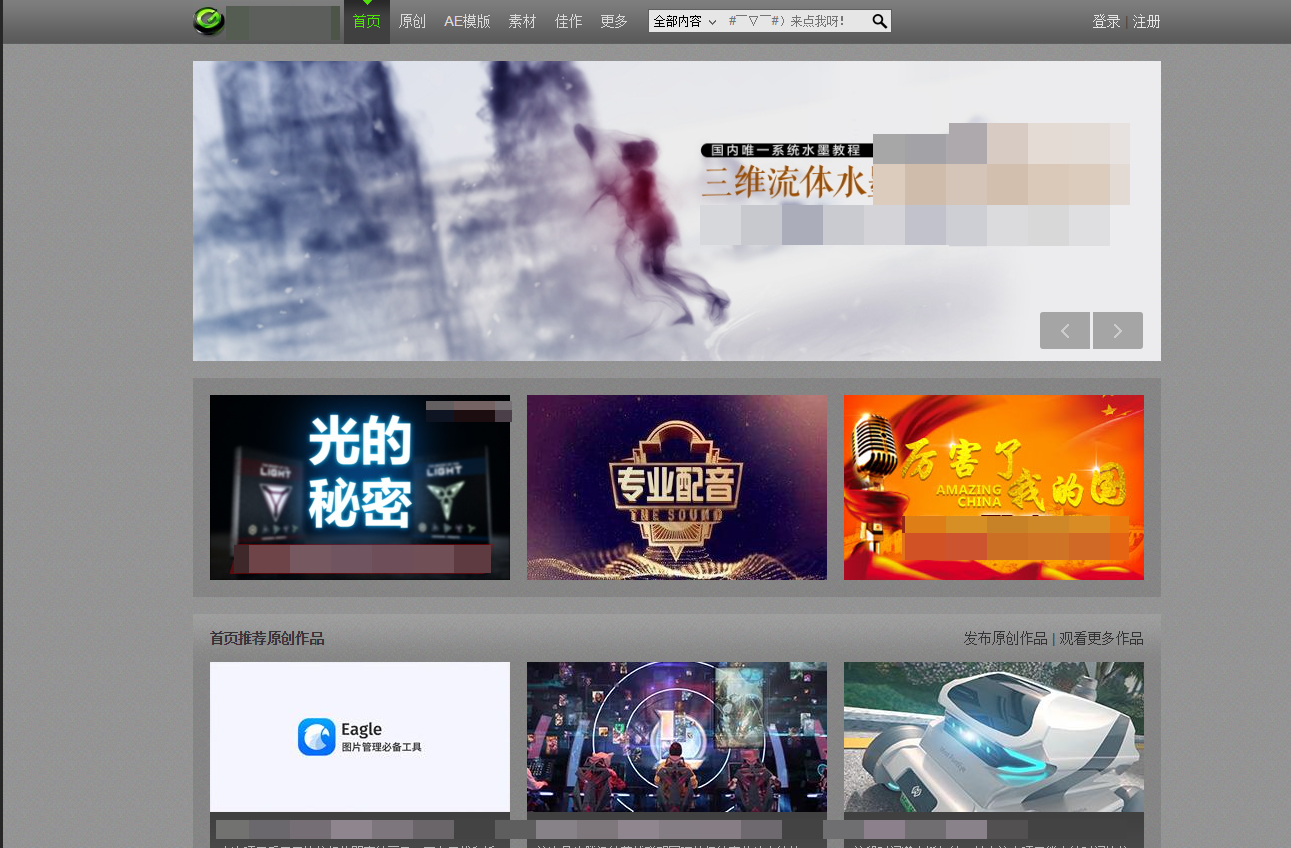 首页 原创 AE模版 素材 佳作 更多 全部内容 #￣▽￣#）来点我呀! 登录 | 注册
国内唯一系统水墨教程
三维流体水
光的
秘密
LIGHT LIGHT
专业配音
THE SOUND
厉害了
我的国
AMAZING
CHINA
首页推荐原创作品 发布原创作品 | 观看更多作品
Eagle
图片管理必备工具